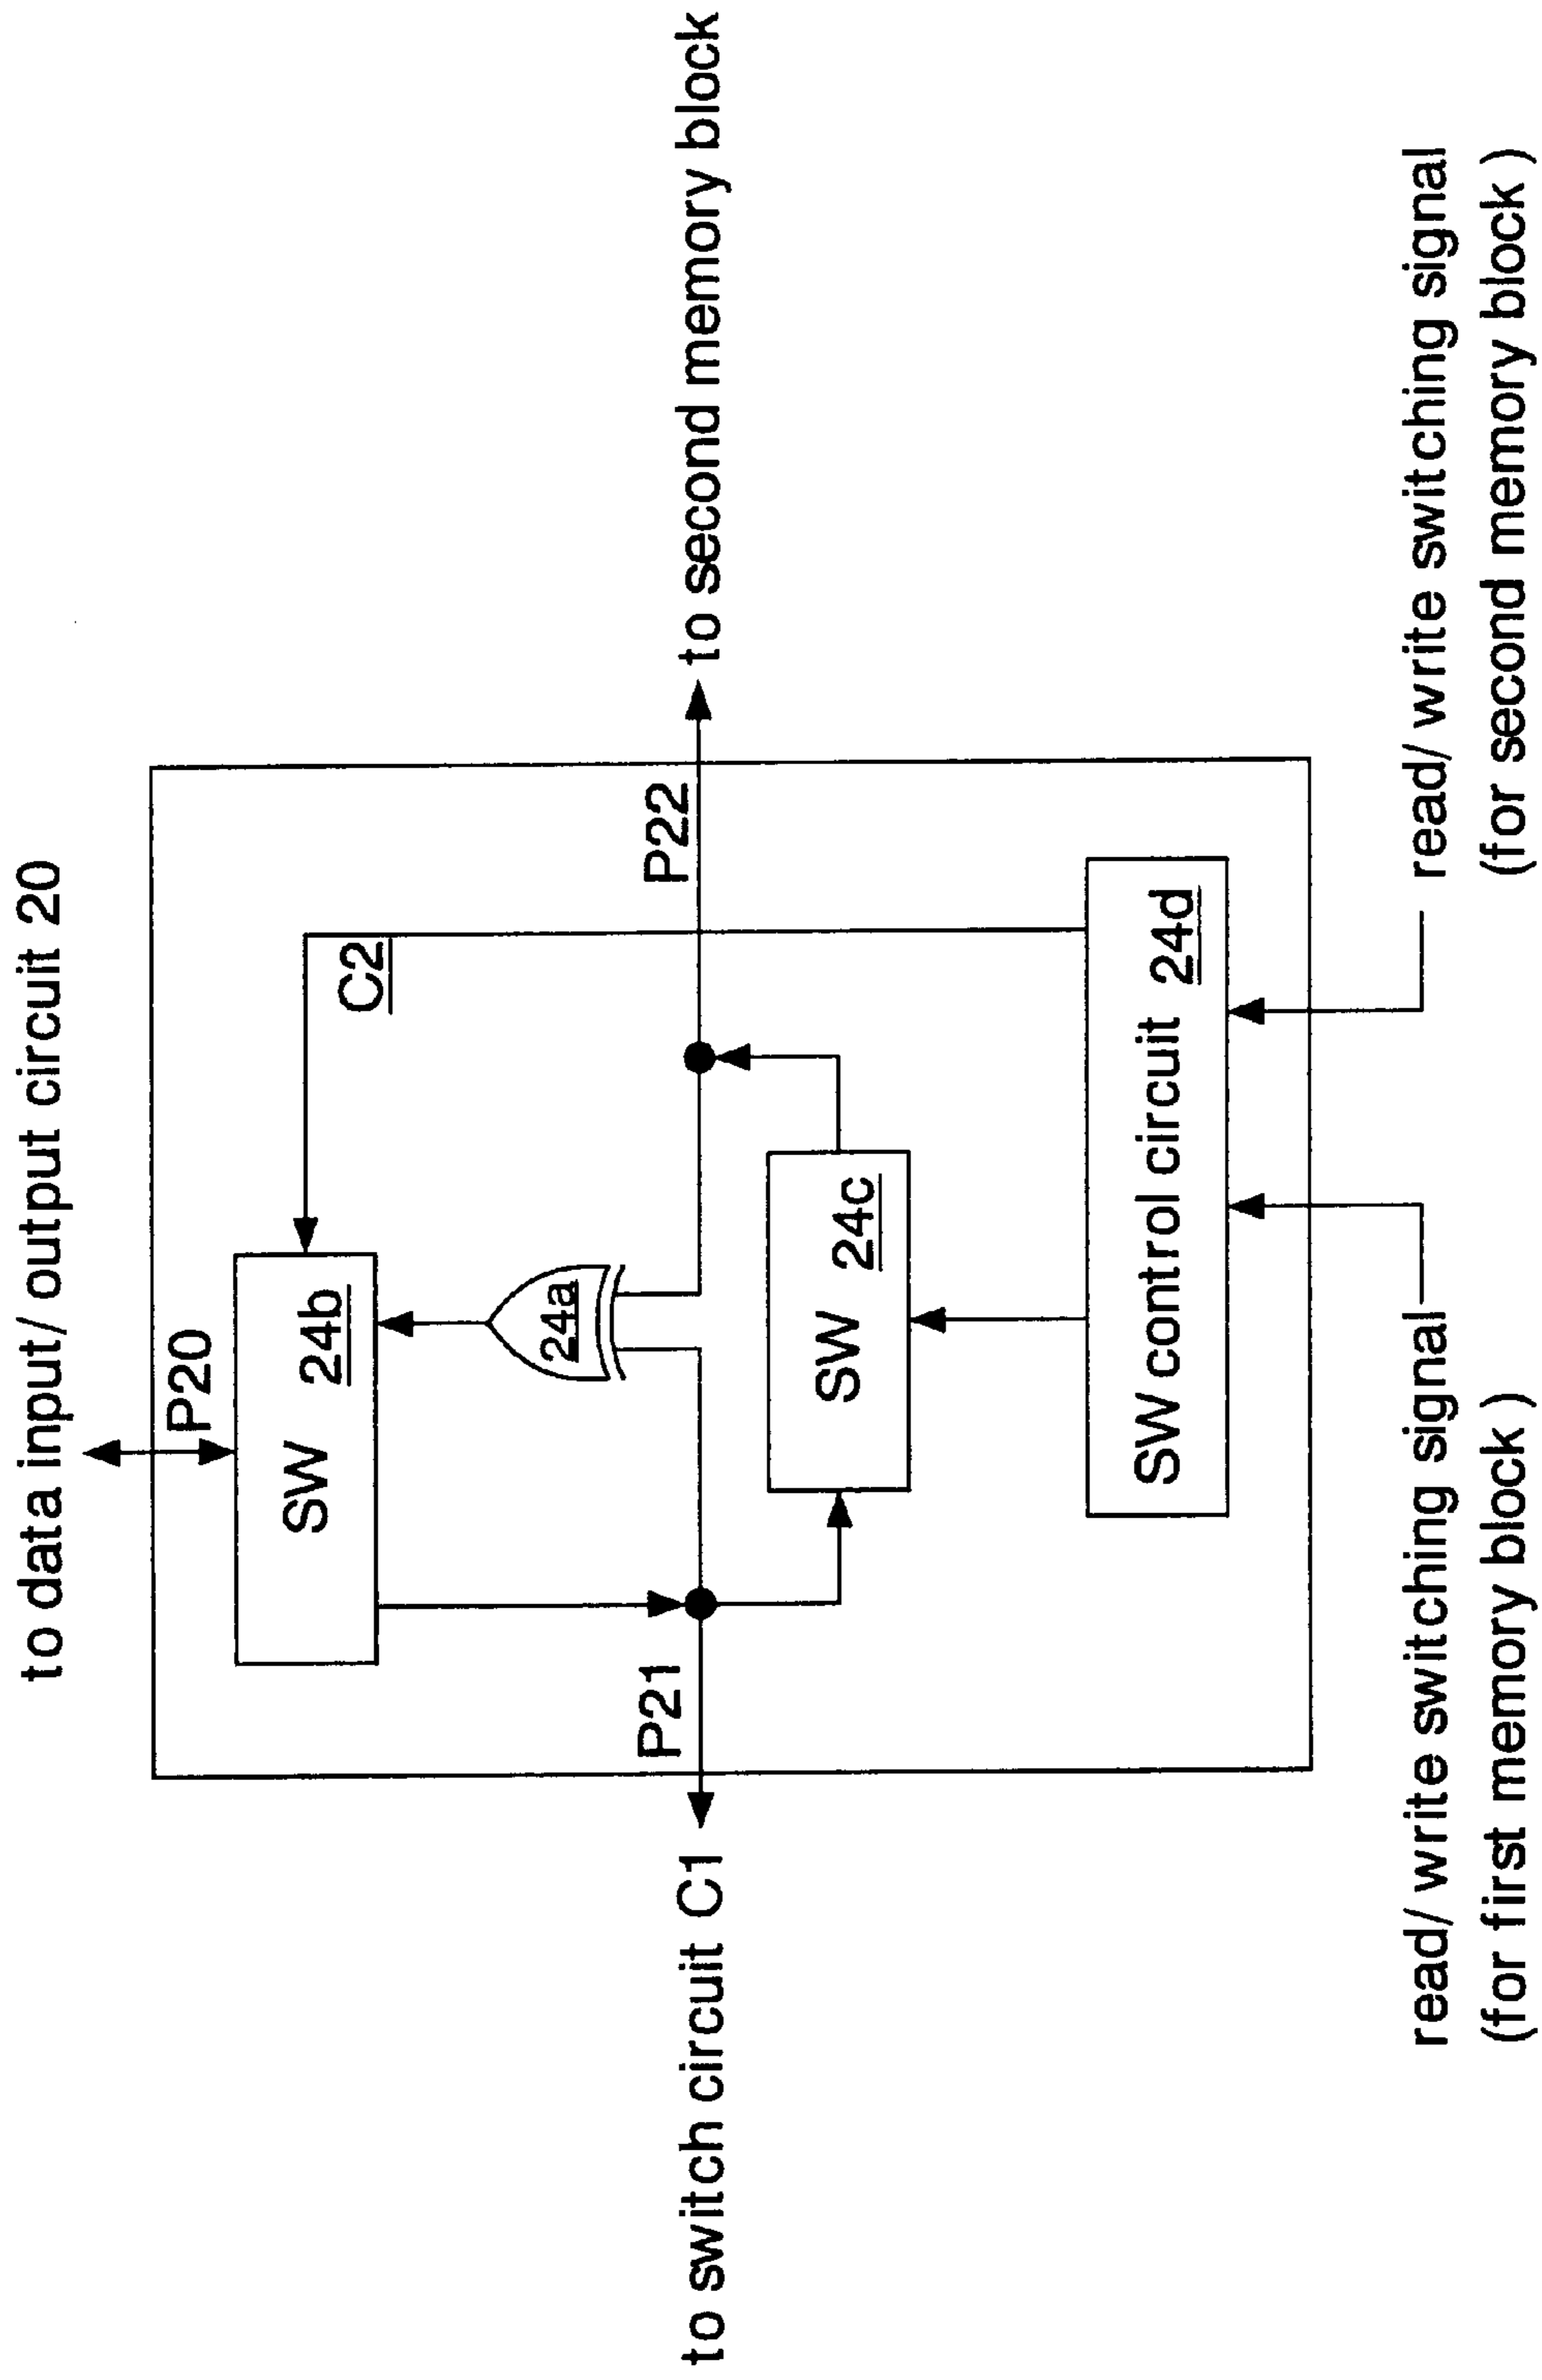 to data input/ output circuit 20
P20
SW 24b
C2
24a
P21
P22
to switch circuit C1
to second memory block
SW 24c
SW control circuit 24d
read/ write switching signal
(for first memory block )
read/ write switching signal
(for second memory block )